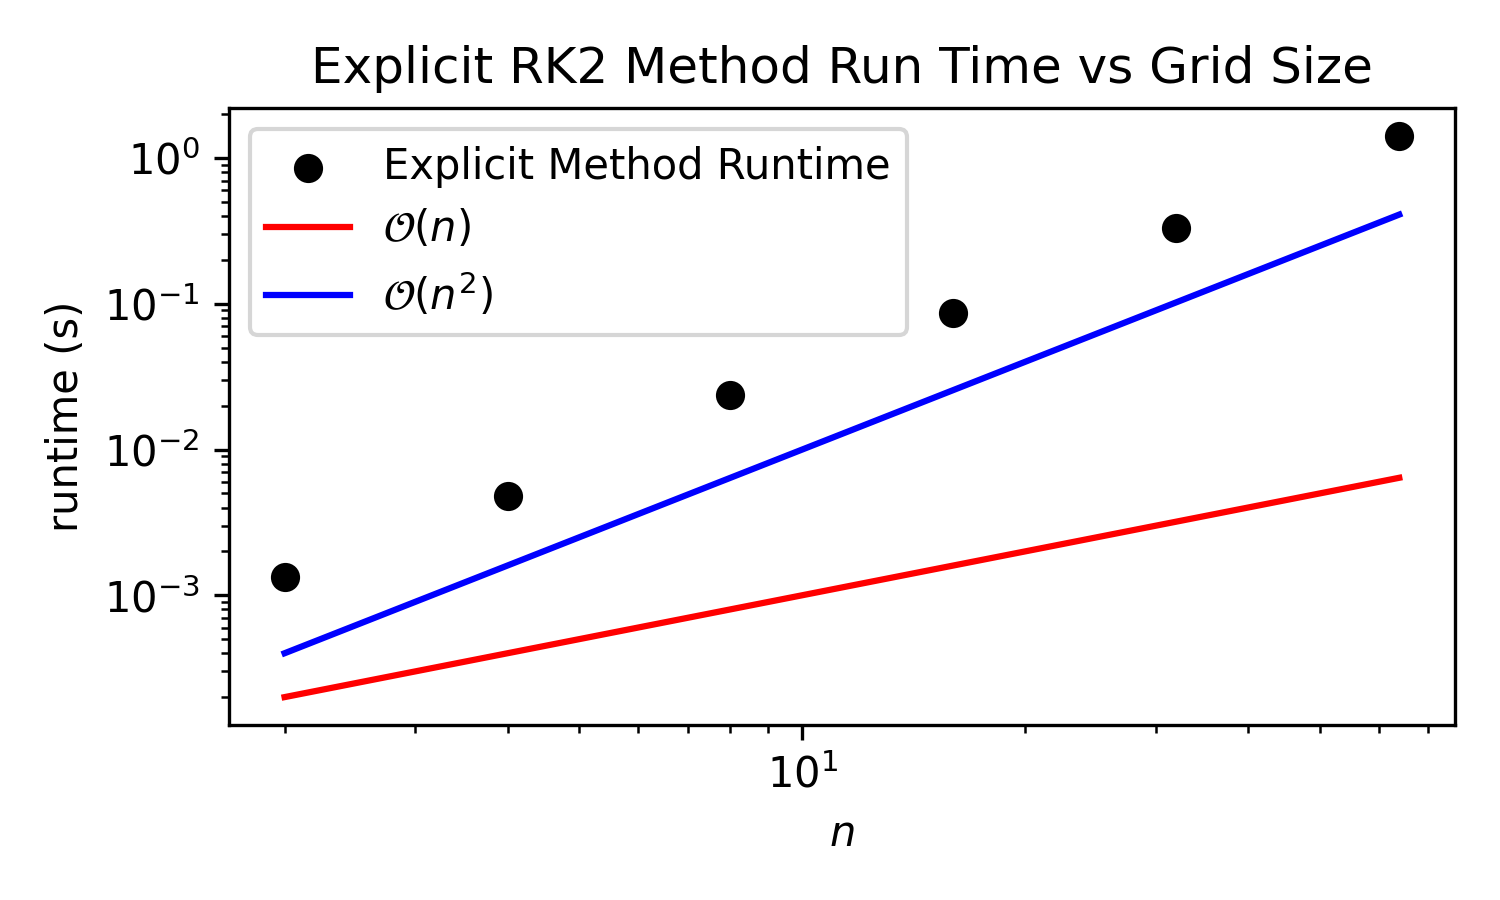 Explicit RK2 Method Run Time vs Grid Size
Explicit Method Runtime
𝒪(n)
𝒪(n²)
runtime (s)
10⁰
10⁻¹
10⁻²
10⁻³
10¹
n